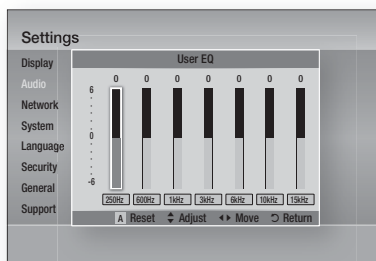 Settings
Display
Audio
Network
System
Language
Security
General
Support
User EQ
0 0 0 0 0 0 0
6
0
-6
250Hz 600Hz 1kHz 3kHz 6kHz 10kHz 15kHz
A Reset Adjust Move Return